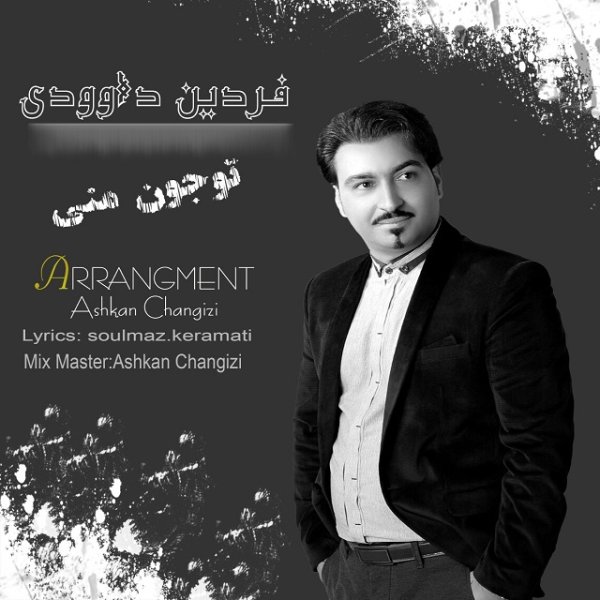 فردین داوودی
تو جون منی
ARRANGMENT
Ashkan Changizi
Lyrics: soulmaz.keramati
Mix Master:Ashkan Changizi